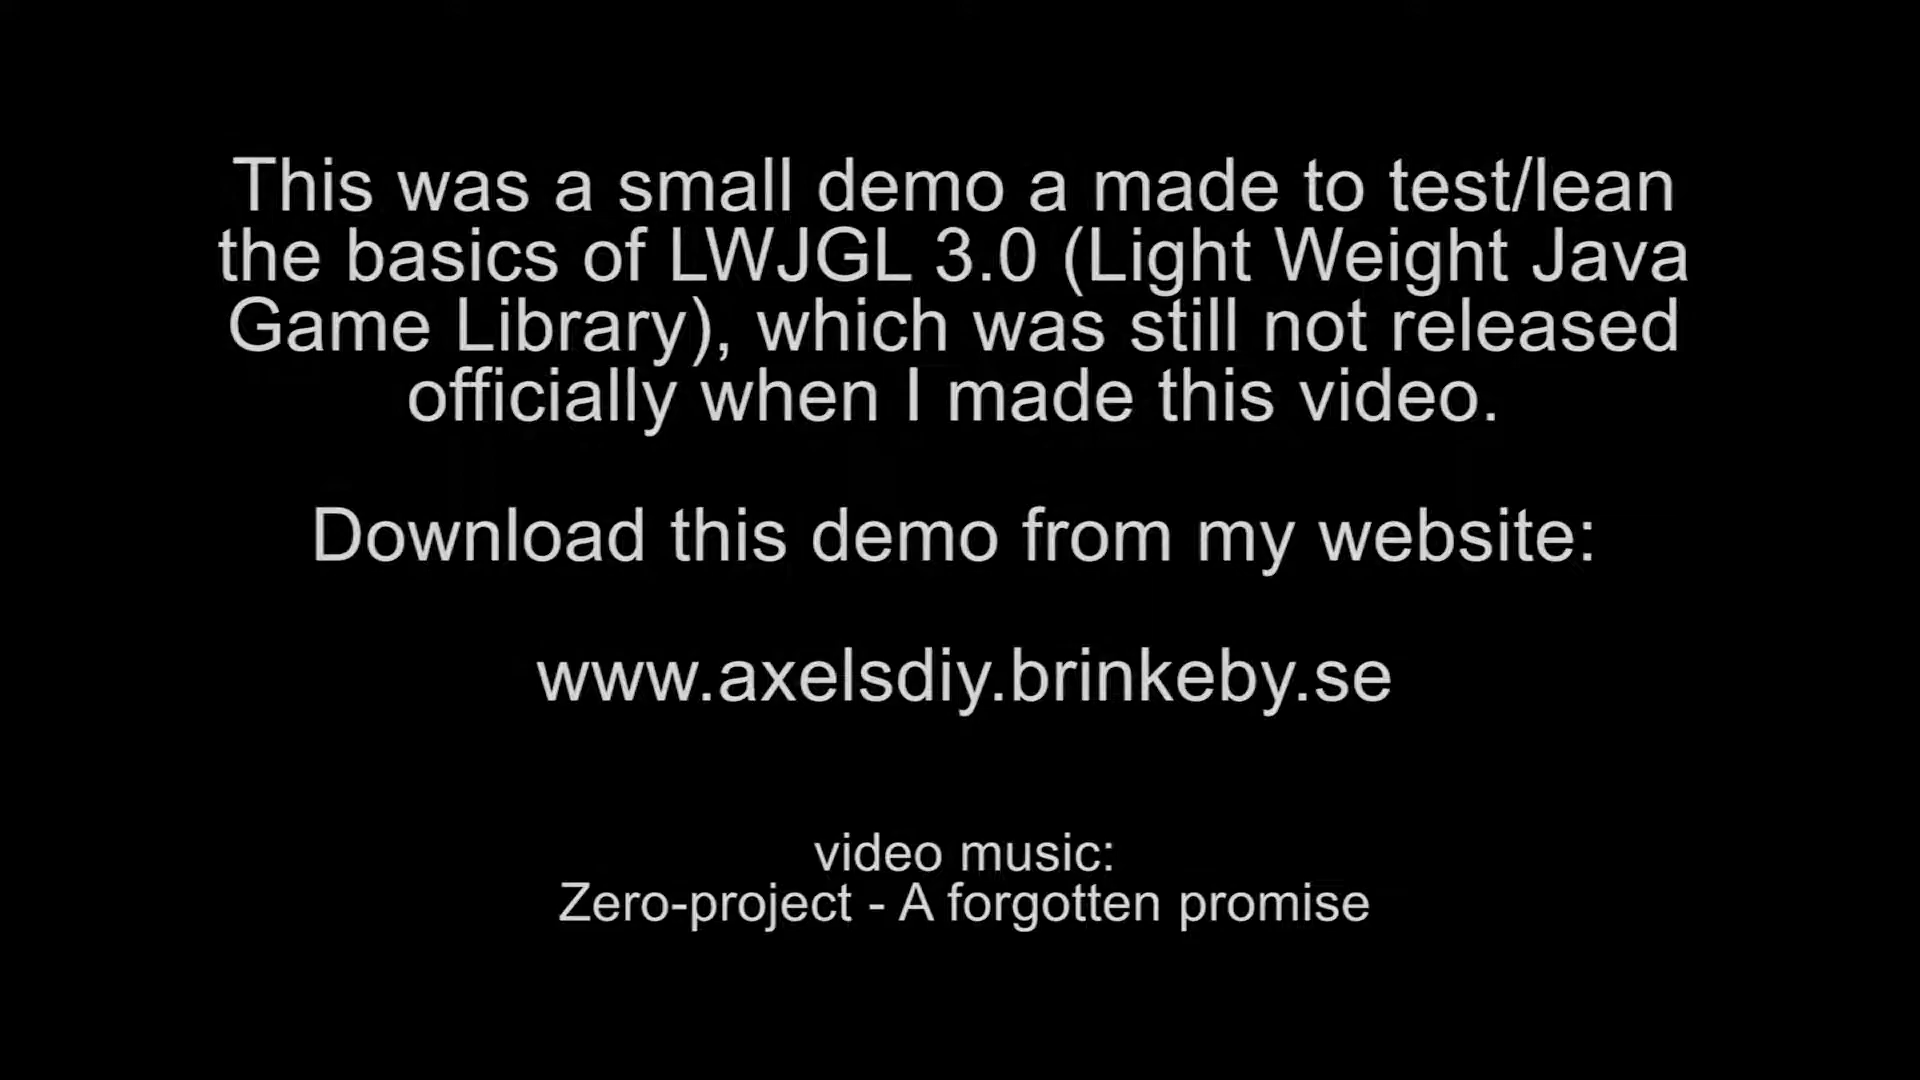 This was a small demo a made to test/lean
the basics of LWJGL 3.0 (Light Weight Java
Game Library), which was still not released
officially when I made this video.
Download this demo from my website:
www.axelsdiy.brinkeby.se
video music:
Zero-project - A forgotten promise